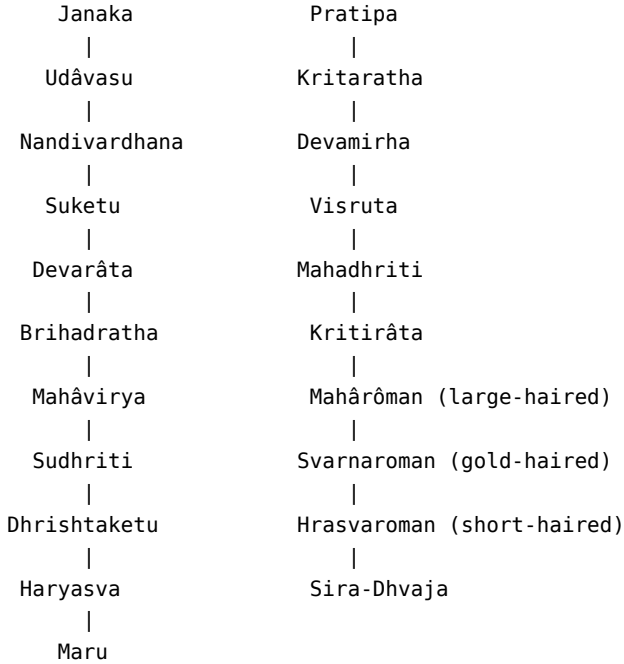 Janaka Pratipa
| |
Udâvasu Kritaratha
| |
Nandivardhana Devamirha
| |
Suketu Visruta
| |
Devarâta Mahadhriti
| |
Brihadratha Kritirâta
| |
Mahâvirya Mahârôman (large-haired)
| |
Sudhriti Svarnaroman (gold-haired)
| |
Dhrishtaketu Hrasvaroman (short-haired)
| |
Haryasva Sira-Dhvaja
|
Maru